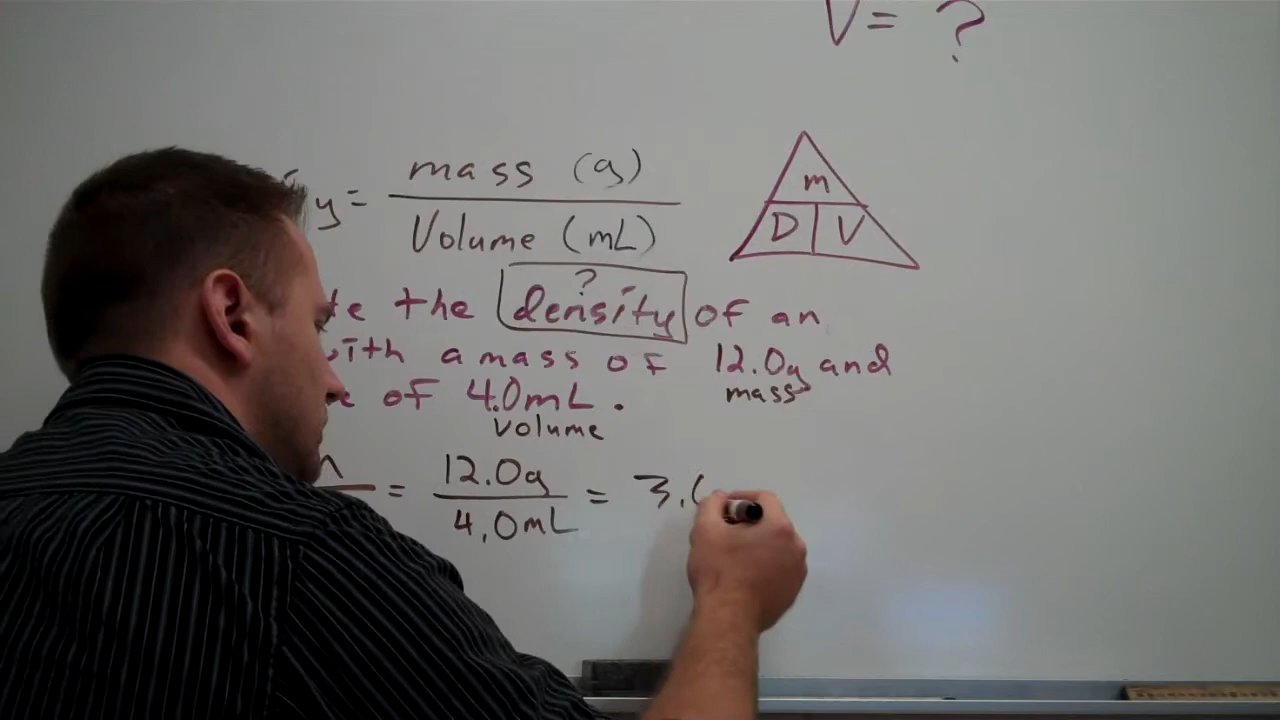 V = ?
y = mass (g)
Volume (mL)
m
D V
?
te the density of an
with a mass of 12.0g and
mass
e of 4.0mL.
volume
= 12.0g = 3.
4.0mL